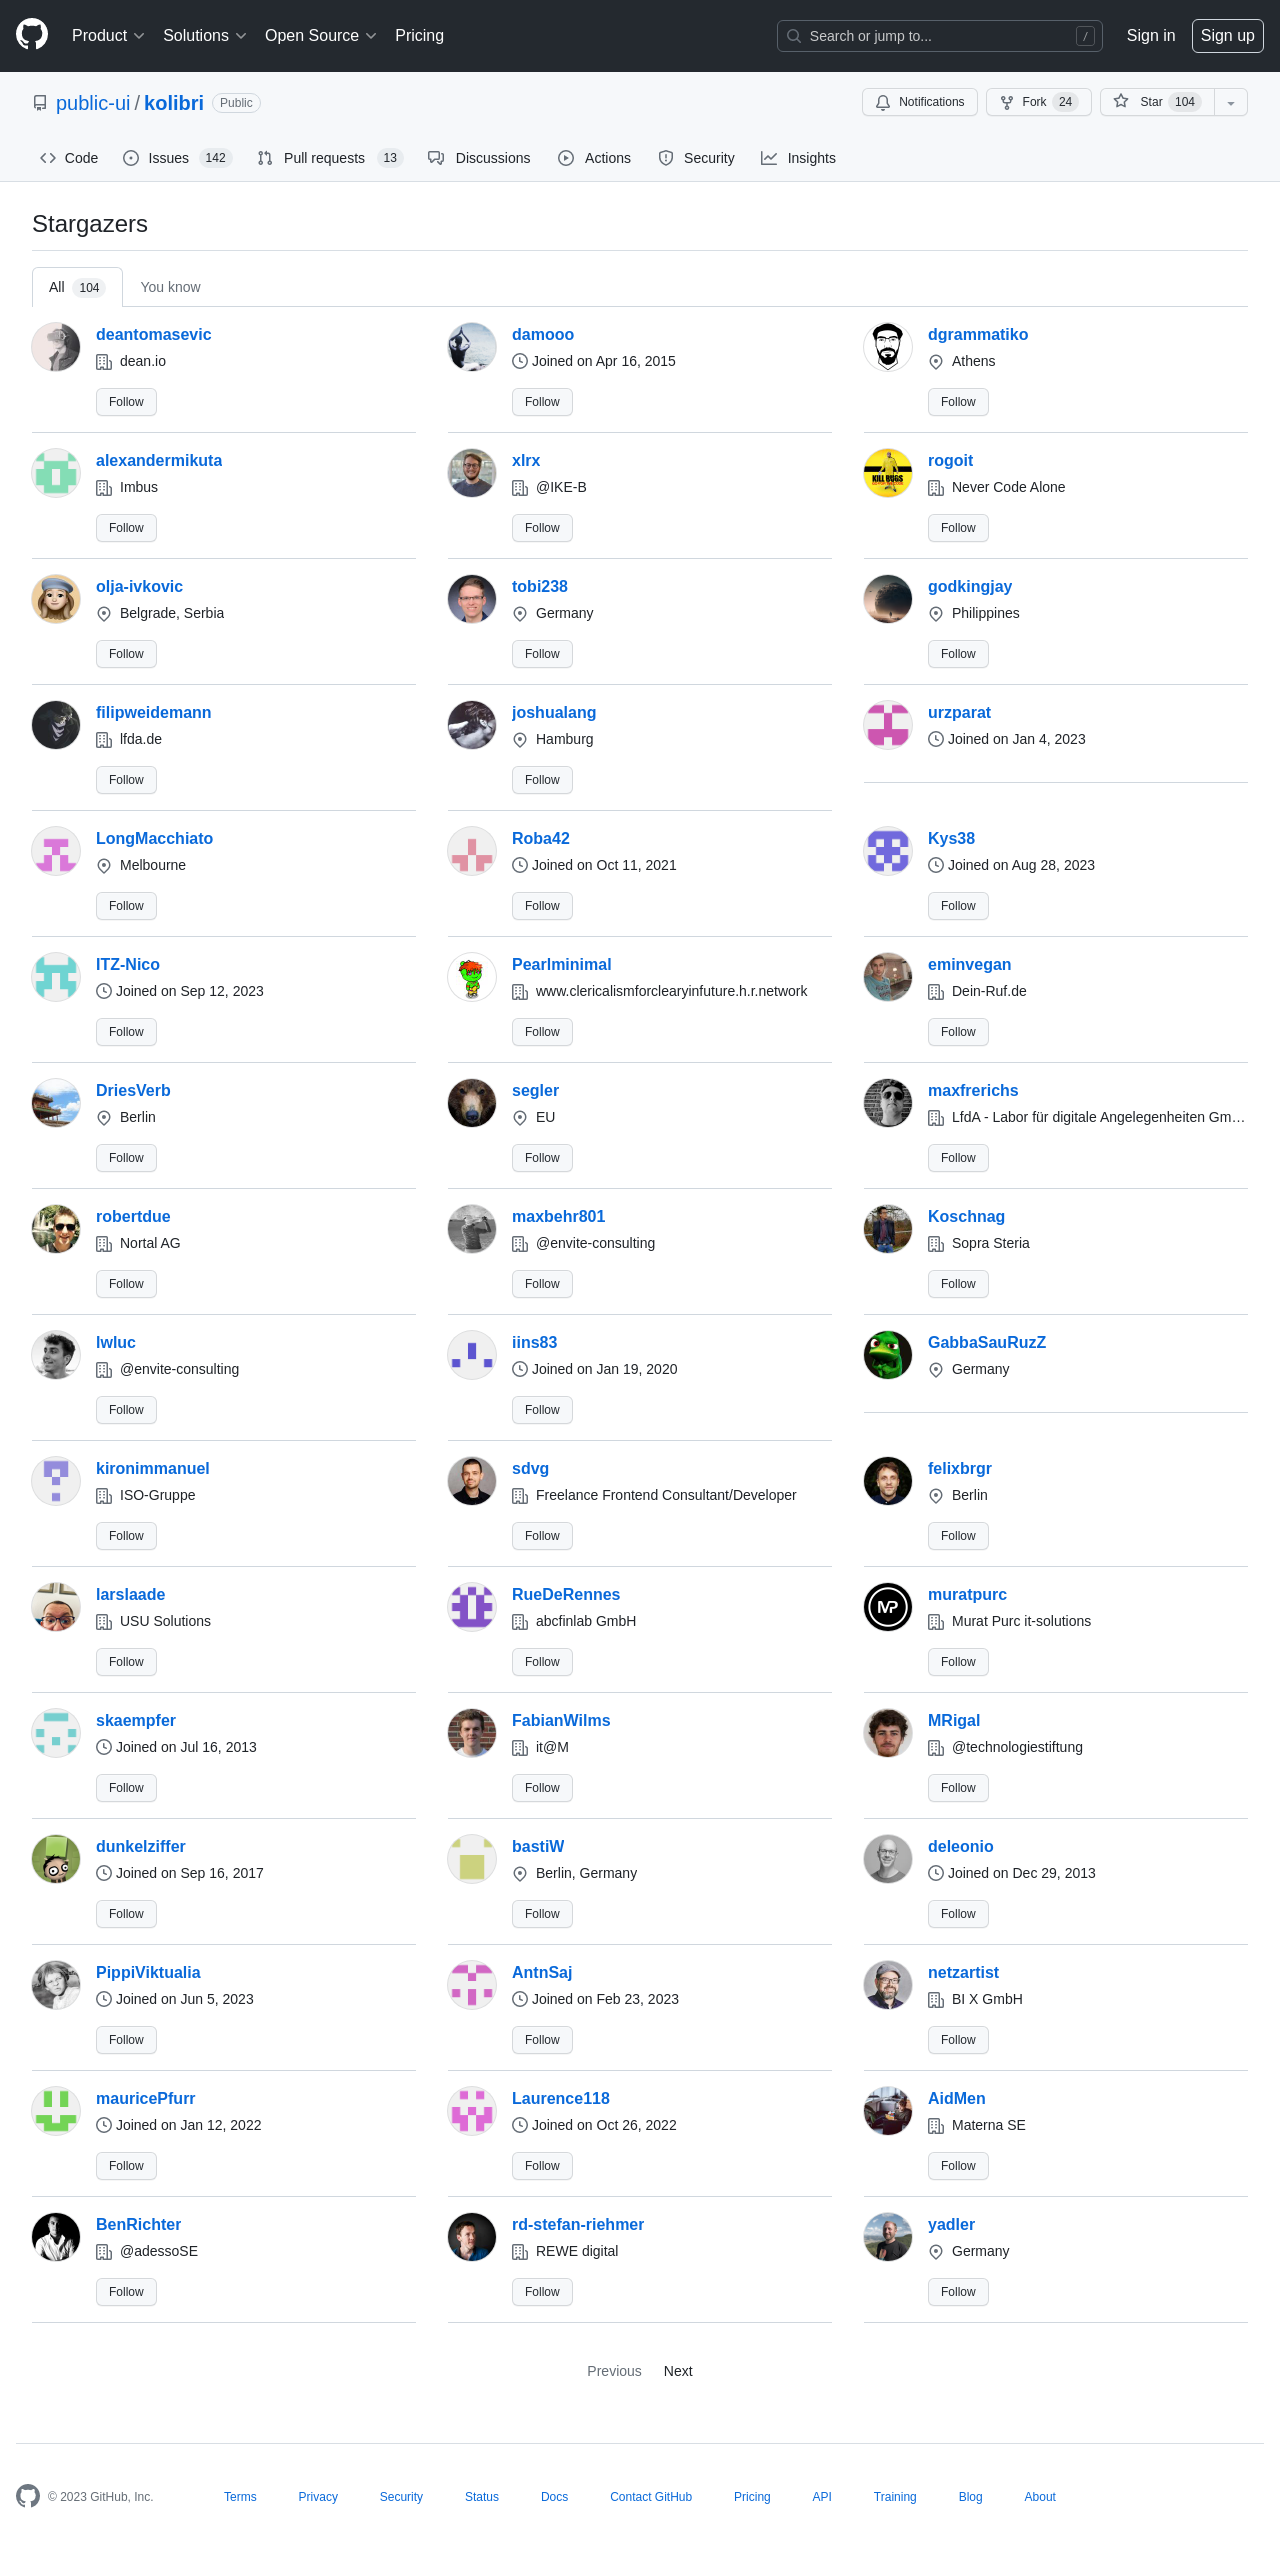 Product Solutions Open Source Pricing Search or jump to... / Sign in Sign up
public-ui / kolibri Public Notifications Fork 24 Star 104
Code Issues 142 Pull requests 13 Discussions Actions Security Insights
Stargazers
All 104 You know
deantomasevic
dean.io
Follow
damooo
Joined on Apr 16, 2015
Follow
dgrammatiko
Athens
Follow
alexandermikuta
Imbus
Follow
xlrx
@IKE-B
Follow
KILL BUGS
rogoit
Never Code Alone
Follow
olja-ivkovic
Belgrade, Serbia
Follow
tobi238
Germany
Follow
godkingjay
Philippines
Follow
filipweidemann
lfda.de
Follow
joshualang
Hamburg
Follow
urzparat
Joined on Jan 4, 2023
LongMacchiato
Melbourne
Follow
Roba42
Joined on Oct 11, 2021
Follow
Kys38
Joined on Aug 28, 2023
Follow
ITZ-Nico
Joined on Sep 12, 2023
Follow
Pearlminimal
www.clericalismforclearyinfuture.h.r.network
Follow
eminvegan
Dein-Ruf.de
Follow
DriesVerb
Berlin
Follow
segler
EU
Follow
maxfrerichs
LfdA - Labor für digitale Angelegenheiten Gm…
Follow
robertdue
Nortal AG
Follow
maxbehr801
@envite-consulting
Follow
Koschnag
Sopra Steria
Follow
lwluc
@envite-consulting
Follow
iins83
Joined on Jan 19, 2020
Follow
GabbaSauRuzZ
Germany
kironimmanuel
ISO-Gruppe
Follow
sdvg
Freelance Frontend Consultant/Developer
Follow
felixbrgr
Berlin
Follow
larslaade
USU Solutions
Follow
RueDeRennes
abcfinlab GmbH
Follow
MP
muratpurc
Murat Purc it-solutions
Follow
skaempfer
Joined on Jul 16, 2013
Follow
FabianWilms
it@M
Follow
MRigal
@technologiestiftung
Follow
dunkelziffer
Joined on Sep 16, 2017
Follow
bastiW
Berlin, Germany
Follow
deleonio
Joined on Dec 29, 2013
Follow
PippiViktualia
Joined on Jun 5, 2023
Follow
AntnSaj
Joined on Feb 23, 2023
Follow
netzartist
BI X GmbH
Follow
mauricePfurr
Joined on Jan 12, 2022
Follow
Laurence118
Joined on Oct 26, 2022
Follow
AidMen
Materna SE
Follow
BenRichter
@adessoSE
Follow
rd-stefan-riehmer
REWE digital
Follow
yadler
Germany
Follow
Previous Next
© 2023 GitHub, Inc. Terms Privacy Security Status Docs Contact GitHub Pricing API Training Blog About